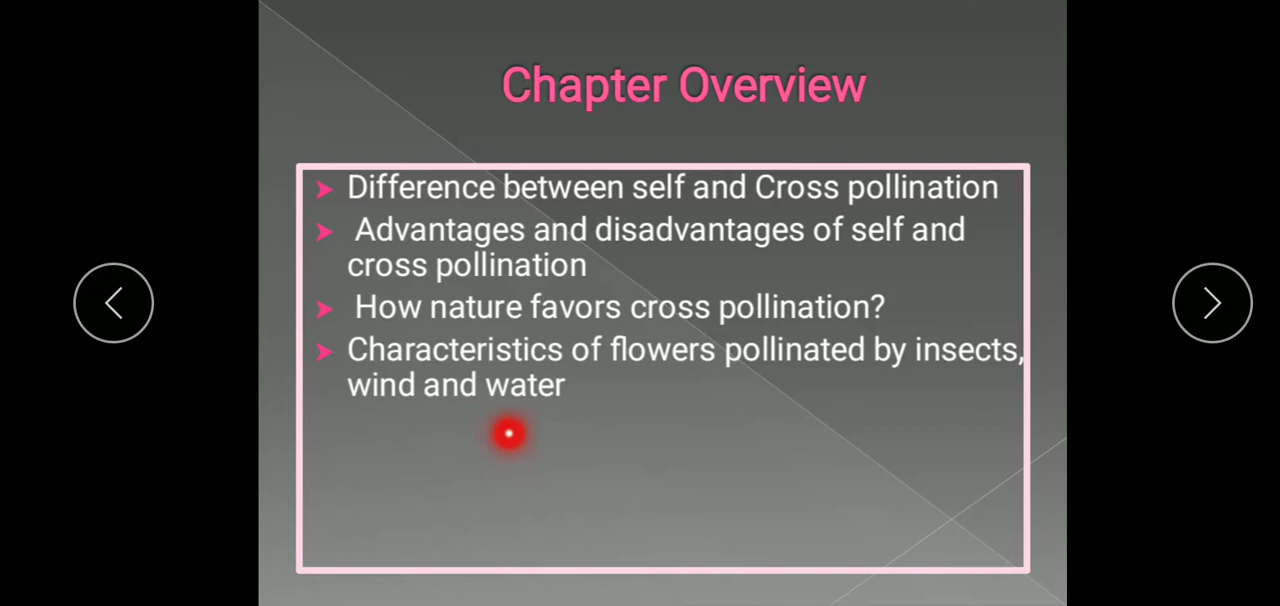 Chapter Overview
Difference between self and Cross pollination
Advantages and disadvantages of self and
cross pollination
How nature favors cross pollination?
Characteristics of flowers pollinated by insects,
wind and water